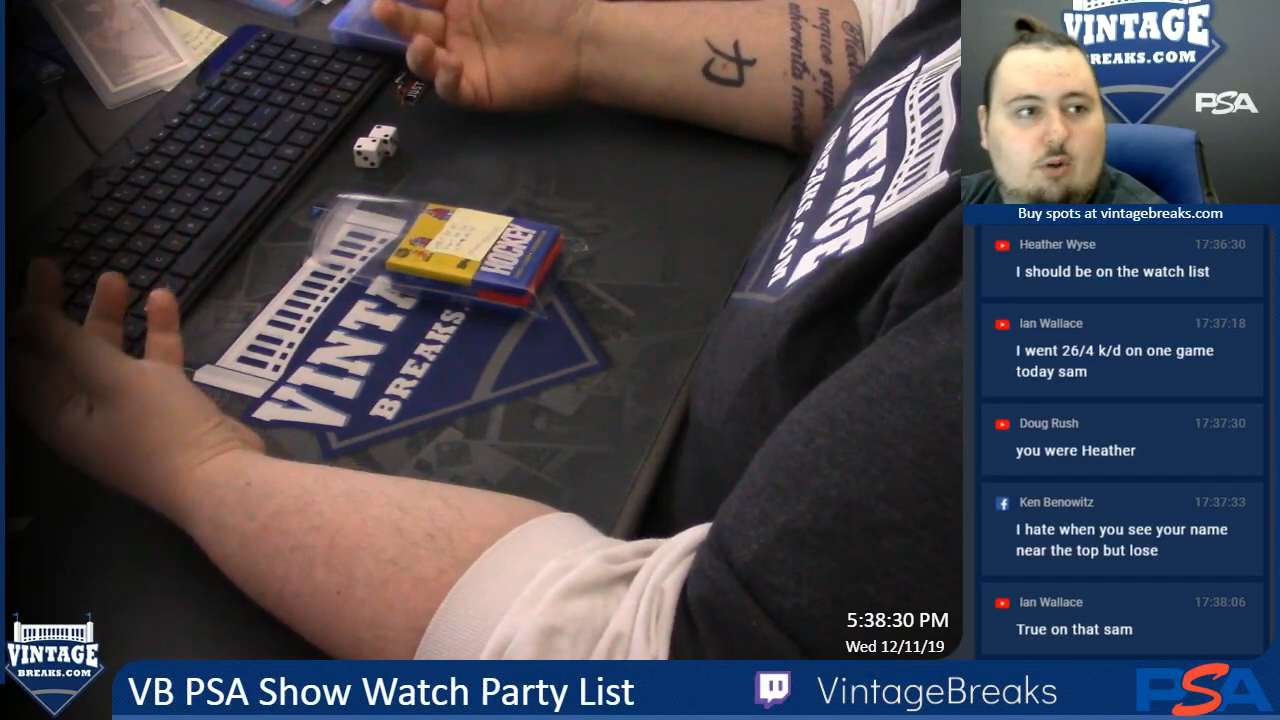 力
VINTAGE
BREAKS.COM
HOCKEY
VINTA
BREAKS.
JUST
VINTAGE
REAKS.COM
PSA
Buy spots at vintagebreaks.com
Heather Wyse 17:36:30
I should be on the watch list
Ian Wallace 17:37:18
I went 26/4 k/d on one game
today sam
Doug Rush 17:37:30
you were Heather
Ken Benowitz 17:37:33
I hate when you see your name
near the top but lose
Ian Wallace 17:38:06
True on that sam
5:38:30 PM
Wed 12/11/19
VINTAGE
BREAKS.COM
VB PSA Show Watch Party List
VintageBreaks
PSA